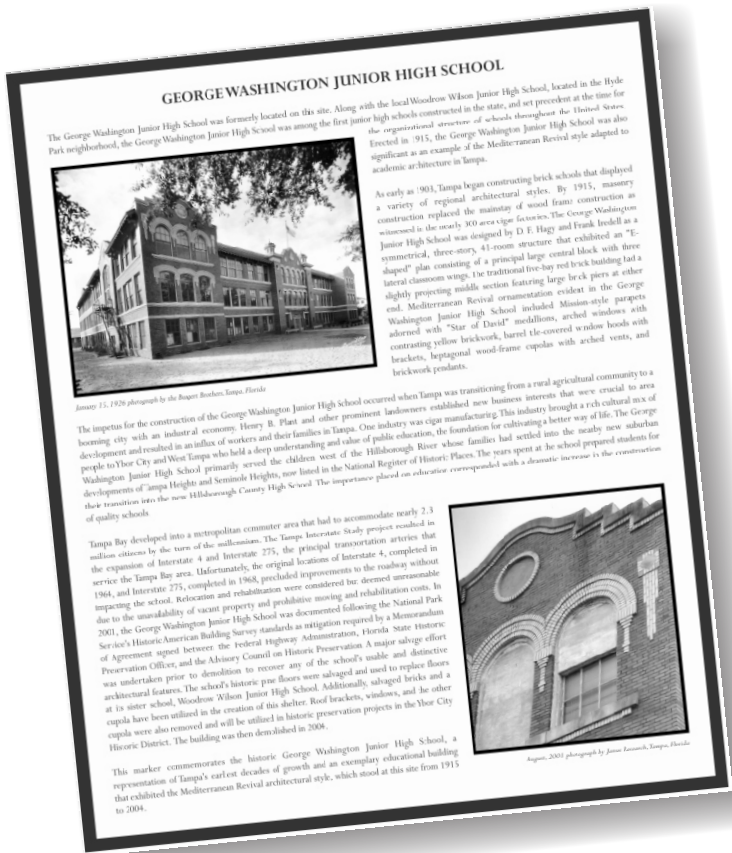 GEORGE WASHINGTON JUNIOR HIGH SCHOOL
The George Washington Junior High School was formerly located on this site. Along with the local Woodrow Wilson Junior High School, located in the Hyde
Park neighborhood, the George Washington Junior High School was among the first junior high schools constructed in the state, and set precedent at the time for
the organizational structure of schools throughout the United States.
Erected in 1915, the George Washington Junior High School was also
significant as an example of the Mediterranean Revival style adapted to
academic architecture in Tampa.
As early as 1903, Tampa began constructing brick schools that displayed
a variety of regional architectural styles. By 1915, masonry
construction replaced the mainstay of wood frame construction as
witnessed in the nearly 300 area cigar factories. The George Washington
Junior High School was designed by D. F. Hagy and Frank Iredell as a
symmetrical, three-story, 41-room structure that exhibited an "E-
shaped" plan consisting of a principal large central block with three
lateral classroom wings. The traditional five-bay red brick building had a
slightly projecting middle section featuring large brick piers at either
end. Mediterranean Revival ornamentation evident in the George
Washington Junior High School included Mission-style parapets
adorned with "Star of David" medallions, arched windows with
contrasting yellow brickwork, barrel tile-covered window hoods with
brackets, heptagonal wood-frame cupolas with arched vents, and
brickwork pendants.
January 15, 1926 photograph by the Burgert Brothers, Tampa, Florida
The impetus for the construction of the George Washington Junior High School occurred when Tampa was transitioning from a rural agricultural community to a
booming city with an industrial economy. Henry B. Plant and other prominent landowners established new business interests that were crucial to area
development and resulted in an influx of workers and their families in Tampa. One industry was cigar manufacturing. This industry brought a rich cultural mix of
people to Ybor City and West Tampa who held a deep understanding and value of public education, the foundation for cultivating a better way of life. The George
Washington Junior High School primarily served the children west of the Hillsborough River whose families had settled into the nearby new suburban
developments of Tampa Heights and Seminole Heights, now listed in the National Register of Historic Places. The years spent at the school prepared students for
their transition into the new Hillsborough County High School. The importance placed on education corresponded with a dramatic increase in the construction
of quality schools
Tampa Bay developed into a metropolitan commuter area that had to accommodate nearly 2.3
million citizens by the turn of the millennium. The Tampa Interstate Study project resulted in
the expansion of Interstate 4 and Interstate 275, the principal transportation arteries that
service the Tampa Bay area. Unfortunately, the original locations of Interstate 4, completed in
1964, and Interstate 275, completed in 1968, precluded improvements to the roadway without
impacting the school. Relocation and rehabilitation were considered but deemed unreasonable
due to the unavailability of vacant property and prohibitive moving and rehabilitation costs. In
2001, the George Washington Junior High School was documented following the National Park
Service's Historic American Building Survey standards as mitigation required by a Memorandum
of Agreement signed between the Federal Highway Administration, Florida State Historic
Preservation Officer, and the Advisory Council on Historic Preservation. A major salvage effort
was undertaken prior to demolition to recover any of the school's usable and distinctive
architectural features. The school's historic pine floors were salvaged and used to replace floors
at its sister school, Woodrow Wilson Junior High School. Additionally, salvaged bricks and a
cupola have been utilized in the creation of this shelter. Roof brackets, windows, and the other
cupola were also removed and will be utilized in historic preservation projects in the Ybor City
Historic District. The building was then demolished in 2004.
This marker commemorates the historic George Washington Junior High School, a
representation of Tampa's earliest decades of growth and an exemplary educational building
that exhibited the Mediterranean Revival architectural style, which stood at this site from 1915
to 2004.
August, 2001 photograph by Tampa, Florida